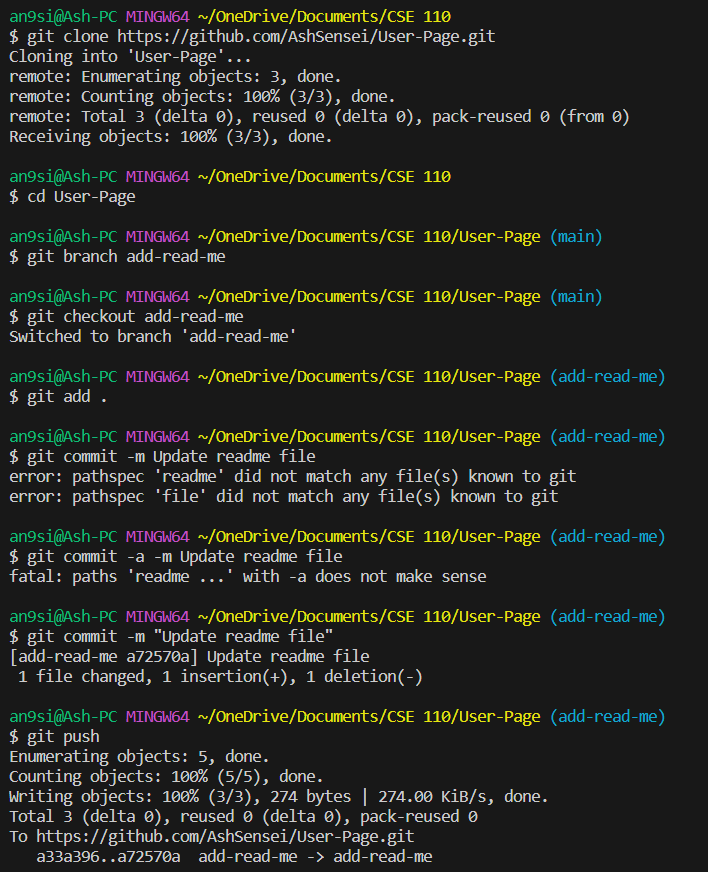 an9si@Ash-PC MINGW64 ~/OneDrive/Documents/CSE 110
$ git clone https://github.com/AshSensei/User-Page.git
Cloning into 'User-Page'...
remote: Enumerating objects: 3, done.
remote: Counting objects: 100% (3/3), done.
remote: Total 3 (delta 0), reused 0 (delta 0), pack-reused 0 (from 0)
Receiving objects: 100% (3/3), done.
an9si@Ash-PC MINGW64 ~/OneDrive/Documents/CSE 110
$ cd User-Page
an9si@Ash-PC MINGW64 ~/OneDrive/Documents/CSE 110/User-Page (main)
$ git branch add-read-me
an9si@Ash-PC MINGW64 ~/OneDrive/Documents/CSE 110/User-Page (main)
$ git checkout add-read-me
Switched to branch 'add-read-me'
an9si@Ash-PC MINGW64 ~/OneDrive/Documents/CSE 110/User-Page (add-read-me)
$ git add .
an9si@Ash-PC MINGW64 ~/OneDrive/Documents/CSE 110/User-Page (add-read-me)
$ git commit -m Update readme file
error: pathspec 'readme' did not match any file(s) known to git
error: pathspec 'file' did not match any file(s) known to git
an9si@Ash-PC MINGW64 ~/OneDrive/Documents/CSE 110/User-Page (add-read-me)
$ git commit -a -m Update readme file
fatal: paths 'readme ...' with -a does not make sense
an9si@Ash-PC MINGW64 ~/OneDrive/Documents/CSE 110/User-Page (add-read-me)
$ git commit -m "Update readme file"
[add-read-me a72570a] Update readme file
 1 file changed, 1 insertion(+), 1 deletion(-)
an9si@Ash-PC MINGW64 ~/OneDrive/Documents/CSE 110/User-Page (add-read-me)
$ git push
Enumerating objects: 5, done.
Counting objects: 100% (5/5), done.
Writing objects: 100% (3/3), 274 bytes | 274.00 KiB/s, done.
Total 3 (delta 0), reused 0 (delta 0), pack-reused 0
To https://github.com/AshSensei/User-Page.git
   a33a396..a72570a  add-read-me -> add-read-me